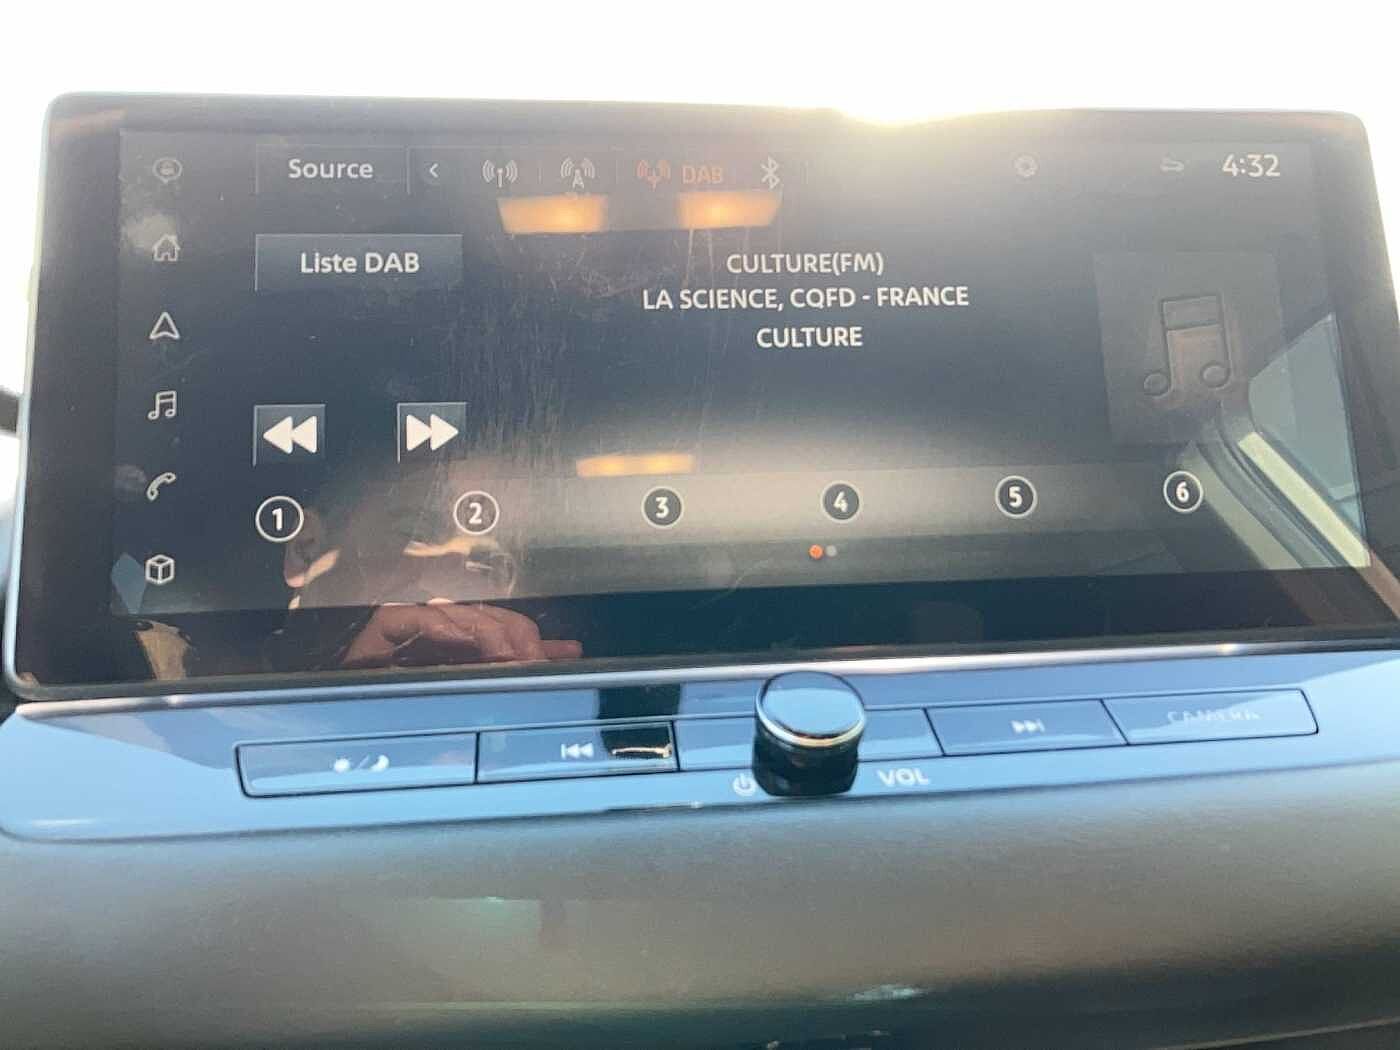 Source
DAB
4:32
Liste DAB
CULTURE(FM)
LA SCIENCE, CQFD - FRANCE
CULTURE
1
2
3
4
5
6
CAMERA
VOL